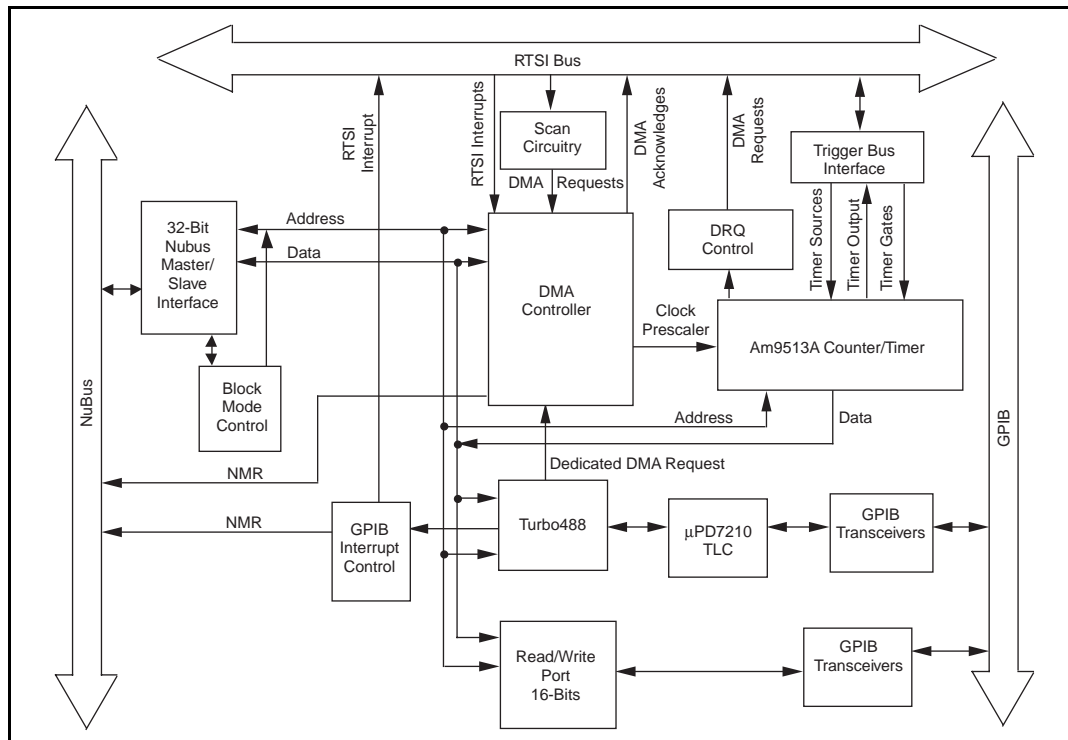 RTSI Bus
RTSI
Interrupt
RTSI Interrupts
Scan
Circuitry
DMA Requests
DMA
Acknowledges
DMA
Requests
Trigger Bus
Interface
Timer Sources
Timer Output
Timer Gates
32-Bit
Nubus
Master/
Slave
Interface
Address
Data
DMA
Controller
DRQ
Control
Clock
Prescaler
Am9513A Counter/Timer
Block
Mode
Control
NuBus
GPIB
Address
Data
NMR
Dedicated DMA Request
NMR
GPIB
Interrupt
Control
Turbo488
µPD7210
TLC
GPIB
Transceivers
Read/Write
Port
16-Bits
GPIB
Transceivers